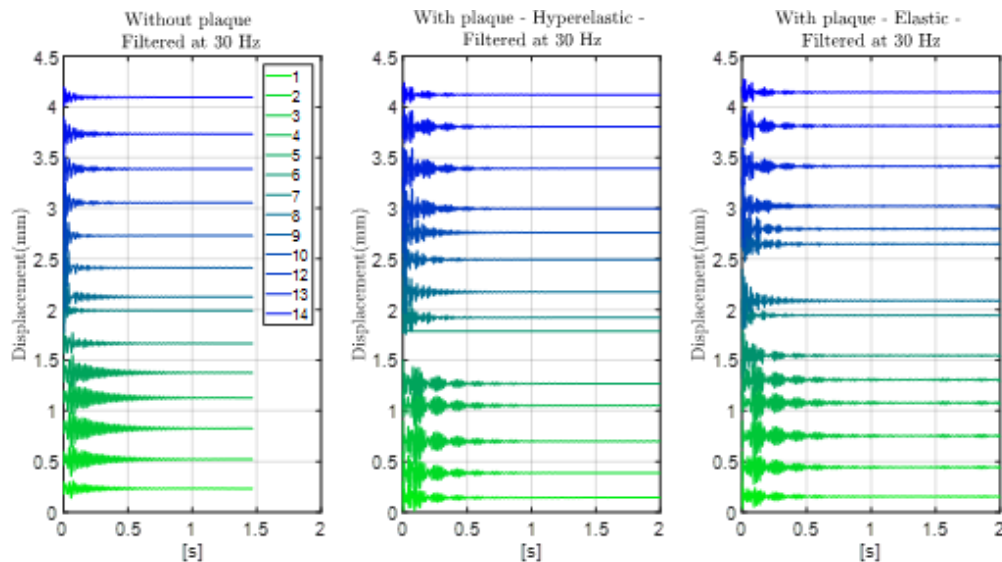 Without plaque
Filtered at 30 Hz
With plaque - Hyperelastic -
Filtered at 30 Hz
With plaque - Elastic -
Filtered at 30 Hz
Displacement(mm)
4.5
4
3.5
3
2.5
2
1.5
1
0.5
0
0 0.5 1 1.5 2
[s]
1
2
3
4
5
6
7
8
9
10
12
13
14
Displacement(mm)
4.5
4
3.5
3
2.5
2
1.5
1
0.5
0
0 0.5 1 1.5 2
[s]
Displacement(mm)
4.5
4
3.5
3
2.5
2
1.5
1
0.5
0
0 0.5 1 1.5 2
[s]